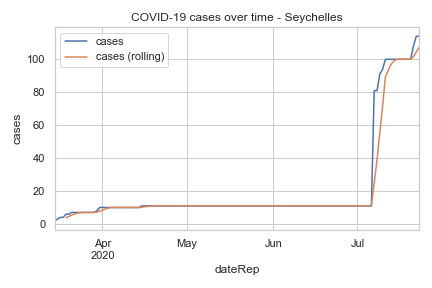 COVID-19 cases over time - Seychelles
cases
cases (rolling)
cases
100
80
60
40
20
0
Apr
2020
May
Jun
Jul
dateRep